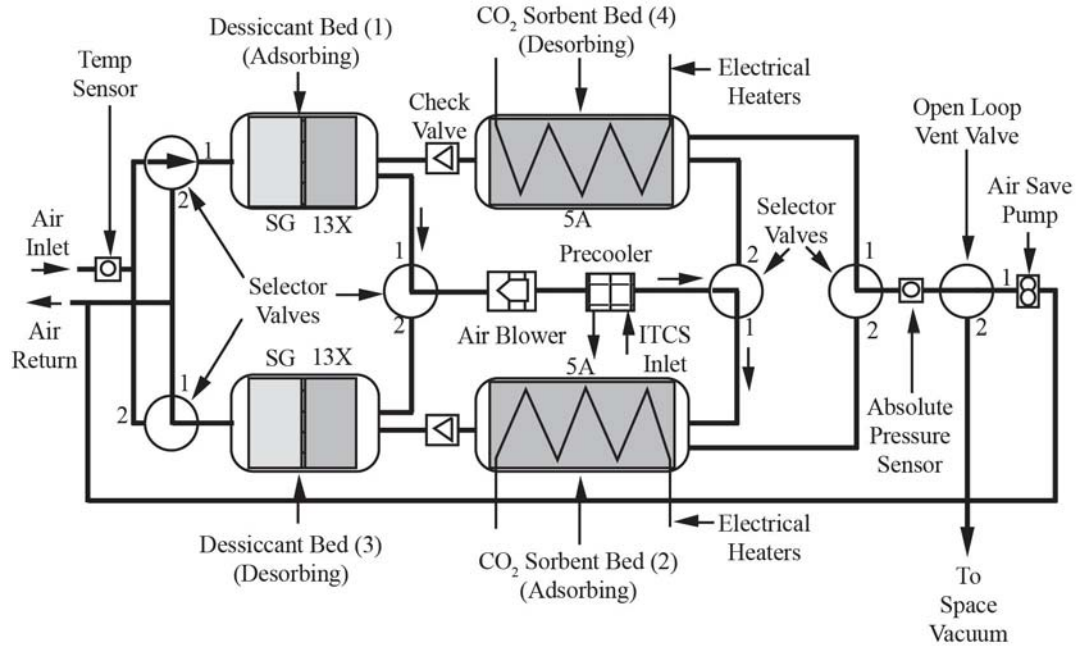 Dessiccant Bed (1)
(Adsorbing)
CO₂ Sorbent Bed (4)
(Desorbing)
Temp
Sensor
Check
Valve
Electrical
Heaters
Open Loop
Vent Valve
Air Save
Pump
1
2
SG 13X
5A
Air
Inlet
Selector
Valves
1
2
Precooler
Selector
Valves
2
1
1
2
1
2
Air
Return
Air Blower
ITCS
Inlet
SG 13X
5A
1
2
Absolute
Pressure
Sensor
Dessiccant Bed (3)
(Desorbing)
CO₂ Sorbent Bed (2)
(Adsorbing)
Electrical
Heaters
To
Space
Vacuum